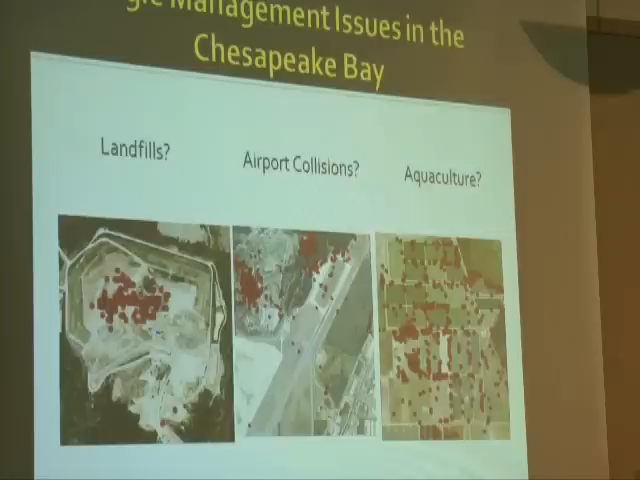 Management Issues in the
Chesapeake Bay
Landfills?
Airport Collisions?
Aquaculture?